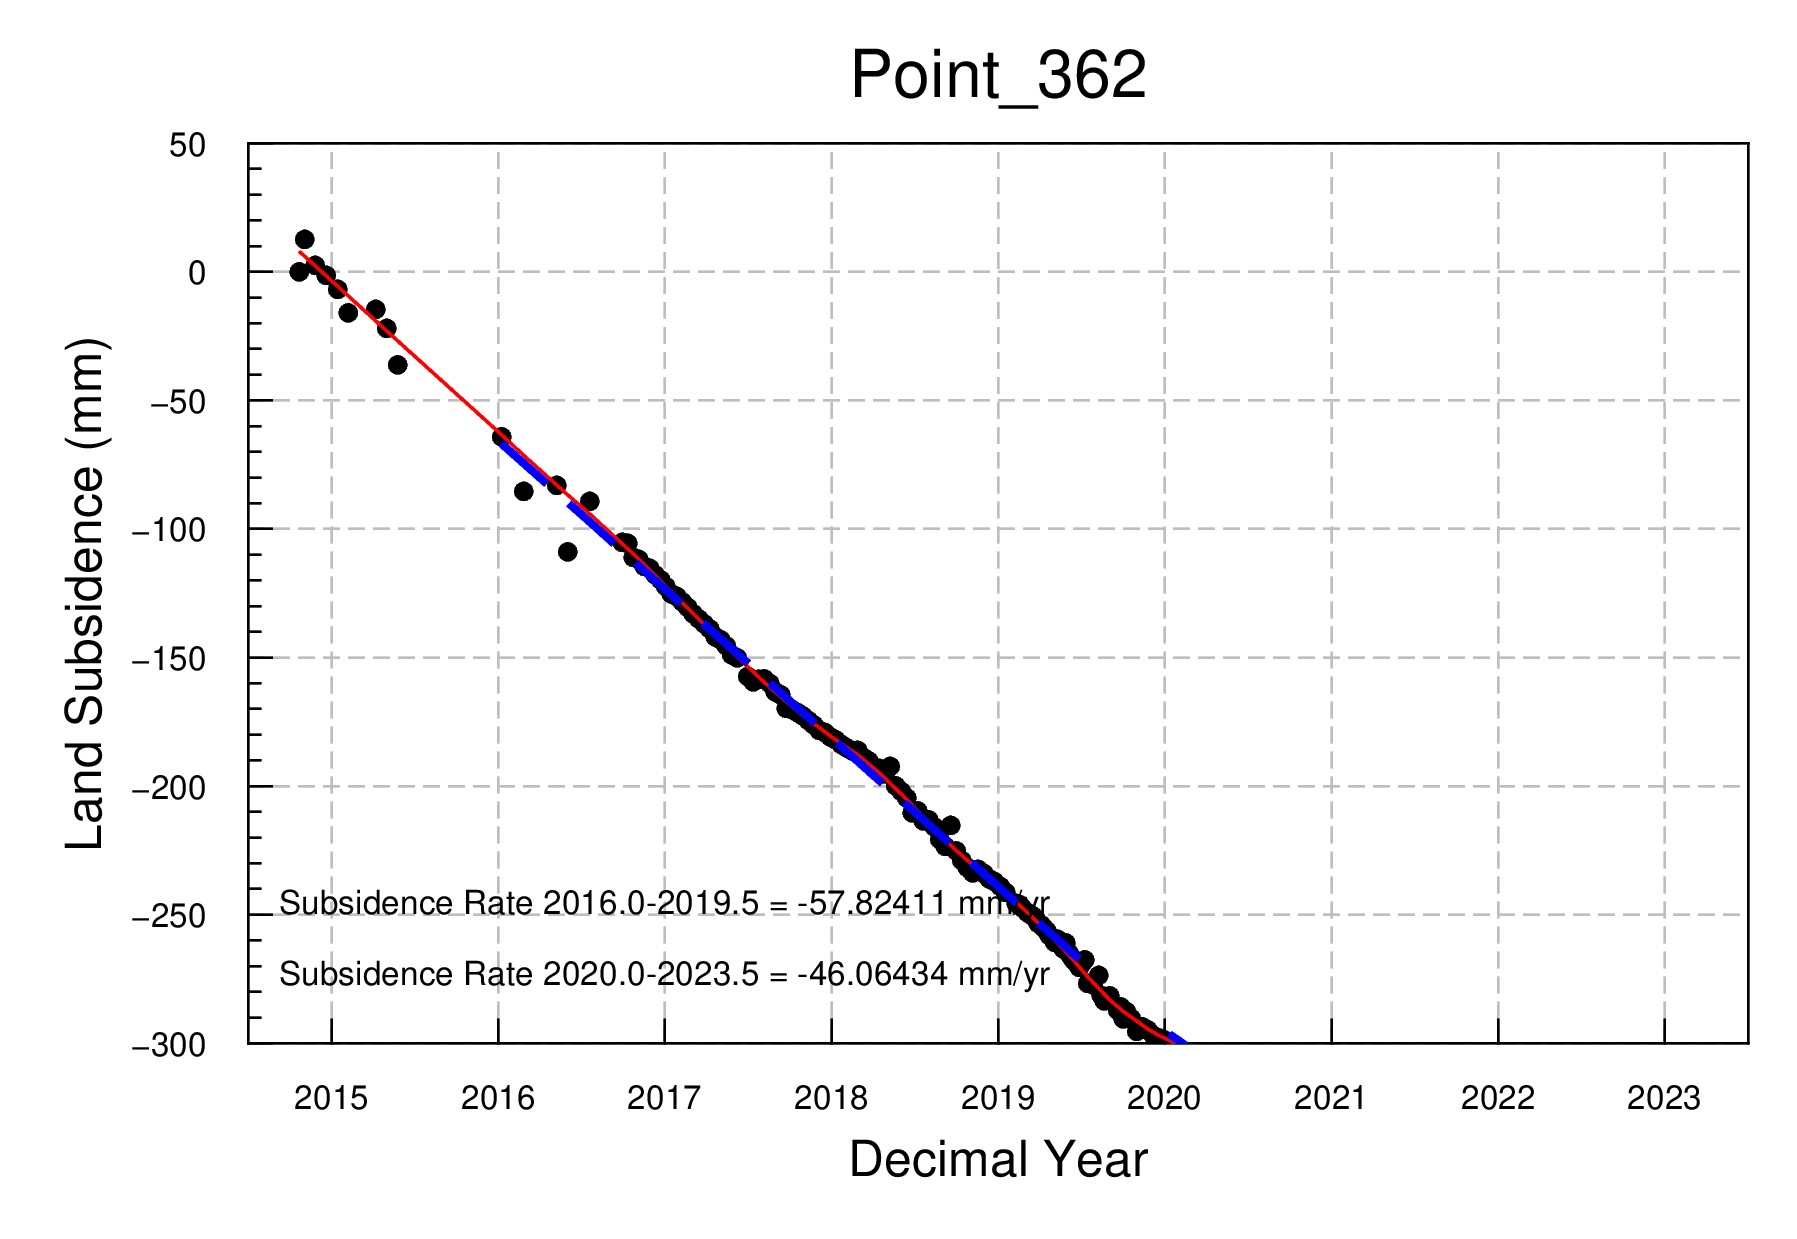 Point_362
50
0
−50
−100
−150
−200
−250
−300
Land Subsidence (mm)
Subsidence Rate 2016.0-2019.5 = -57.82411 mm/yr
Subsidence Rate 2020.0-2023.5 = -46.06434 mm/yr
2015 2016 2017 2018 2019 2020 2021 2022 2023
Decimal Year